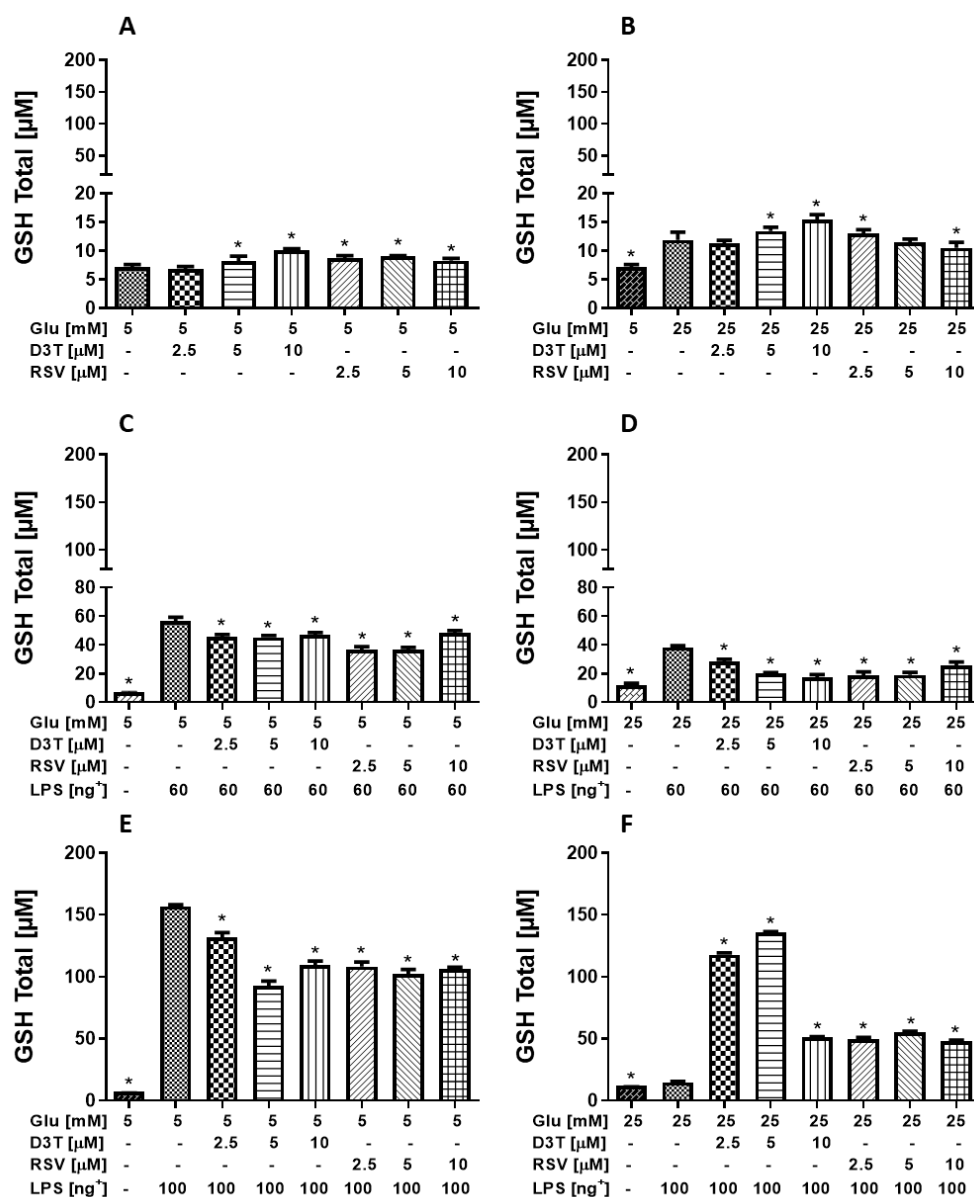 A
GSH Total [µM]
200
150
100
50
20
15
10
5
0
* * * * *
Glu [mM] 5 5 5 5 5 5 5
D3T [µM] - 2.5 5 10 - - -
RSV [µM] - - - - 2.5 5 10
B
GSH Total [µM]
200
150
100
50
20
15
10
5
0
* * * * *
Glu [mM] 5 25 25 25 25 25 25 25
D3T [µM] - - 2.5 5 10 - - -
RSV [µM] - - - - - 2.5 5 10
C
GSH Total [µM]
200
150
100
80
60
40
20
0
* * * * * * *
Glu [mM] 5 5 5 5 5 5 5 5
D3T [µM] - - 2.5 5 10 - - -
RSV [µM] - - - - - 2.5 5 10
LPS [ng⁺] - 60 60 60 60 60 60 60
D
GSH Total [µM]
200
150
100
80
60
40
20
0
* * * * * * *
Glu [mM] 25 25 25 25 25 25 25 25
D3T [µM] - - 2.5 5 10 - - -
RSV [µM] - - - - - 2.5 5 10
LPS [ng⁺] - 60 60 60 60 60 60 60
E
GSH Total [µM]
200
150
100
50
0
* * * * * * *
Glu [mM] 5 5 5 5 5 5 5 5
D3T [µM] - - 2.5 5 10 - - -
RSV [µM] - - - - - 2.5 5 10
LPS [ng⁺] - 100 100 100 100 100 100 100
F
GSH Total [µM]
200
150
100
50
0
* * * * * * *
Glu [mM] 25 25 25 25 25 25 25 25
D3T [µM] - - 2.5 5 10 - - -
RSV [µM] - - - - - 2.5 5 10
LPS [ng⁺] - 100 100 100 100 100 100 100